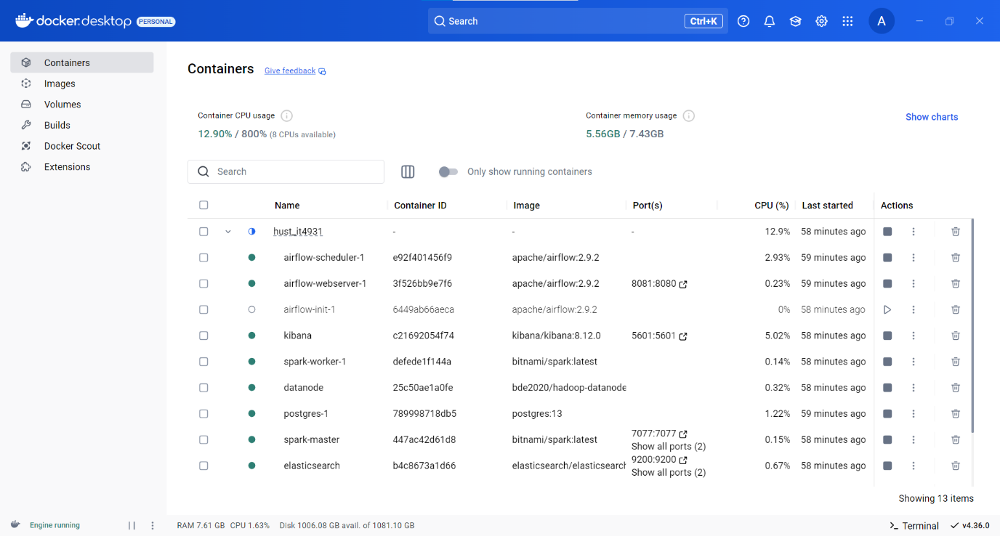 docker.desktop PERSONAL Search Ctrl+K A
Containers
Images
Volumes
Builds
Docker Scout
Extensions
Containers Give feedback
Container CPU usage
12.90% / 800% (8 CPUs available)
Container memory usage
5.56GB / 7.43GB
Show charts
Search Only show running containers
Name Container ID Image Port(s) CPU (%) Last started Actions
hust_it4931 - - - 12.9% 58 minutes ago
airflow-scheduler-1 e92f401456f9 apache/airflow:2.9.2 2.93% 59 minutes ago
airflow-webserver-1 3f526bb9e7f6 apache/airflow:2.9.2 8081:8080 0.23% 59 minutes ago
airflow-init-1 6449ab66aeca apache/airflow:2.9.2 0% 58 minutes ago
kibana c21692054f74 kibana/kibana:8.12.0 5601:5601 5.02% 58 minutes ago
spark-worker-1 defede1f144a bitnami/spark:latest 0.14% 58 minutes ago
datanode 25c50ae1a0fe bde2020/hadoop-datanode 0.32% 58 minutes ago
postgres-1 789998718db5 postgres:13 1.22% 59 minutes ago
spark-master 447ac42d61d8 bitnami/spark:latest 7077:7077 0.15% 58 minutes ago
Show all ports (2)
elasticsearch b4c8673a1d66 elasticsearch/elasticsearch 9200:9200 0.67% 58 minutes ago
Show all ports (2)
Showing 13 items
Engine running RAM 7.61 GB CPU 1.63% Disk 1006.08 GB avail. of 1081.10 GB >_ Terminal v4.36.0